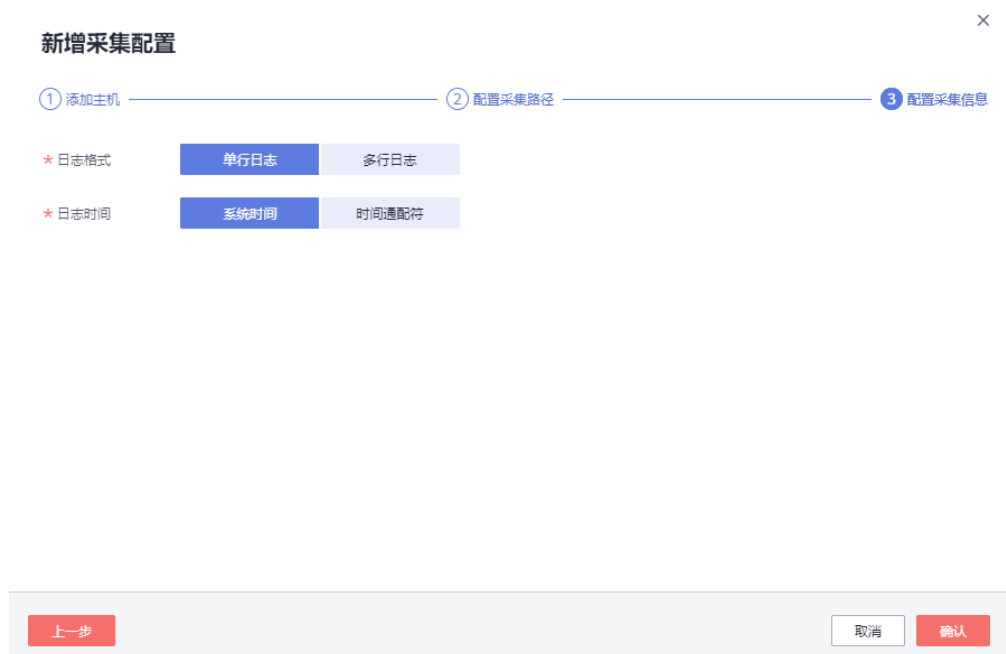 新增采集配置
1 添加主机 2 配置采集路径 3 配置采集信息
* 日志格式 单行日志 多行日志
* 日志时间 系统时间 时间通配符
上一步 取消 确认